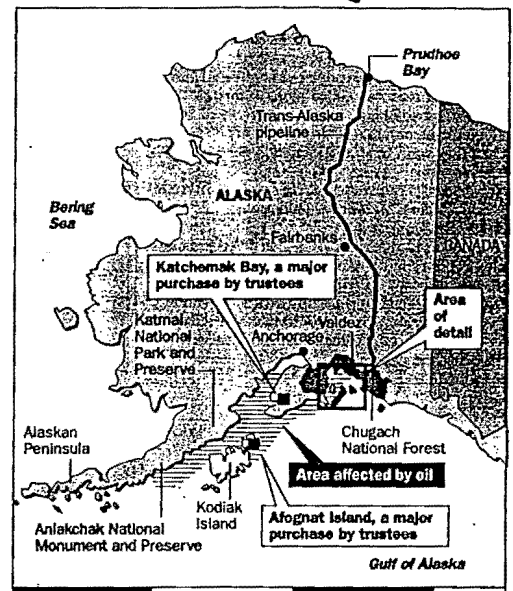 Prudhoe
Bay
Trans-Alaska
pipeline
ALASKA
Bering
Sea
Fairbanks
CANADA
Katchemak Bay, a major
purchase by trustees
Area
of
detail
Katmai
National
Park and
Preserve
Valdez
Anchorage
Alaskan
Peninsula
Chugach
National Forest
Area affected by oil
Kodiak
Island
Afognat Island, a major
purchase by trustees
Aniakchak National
Monument and Preserve
Gulf of Alaska